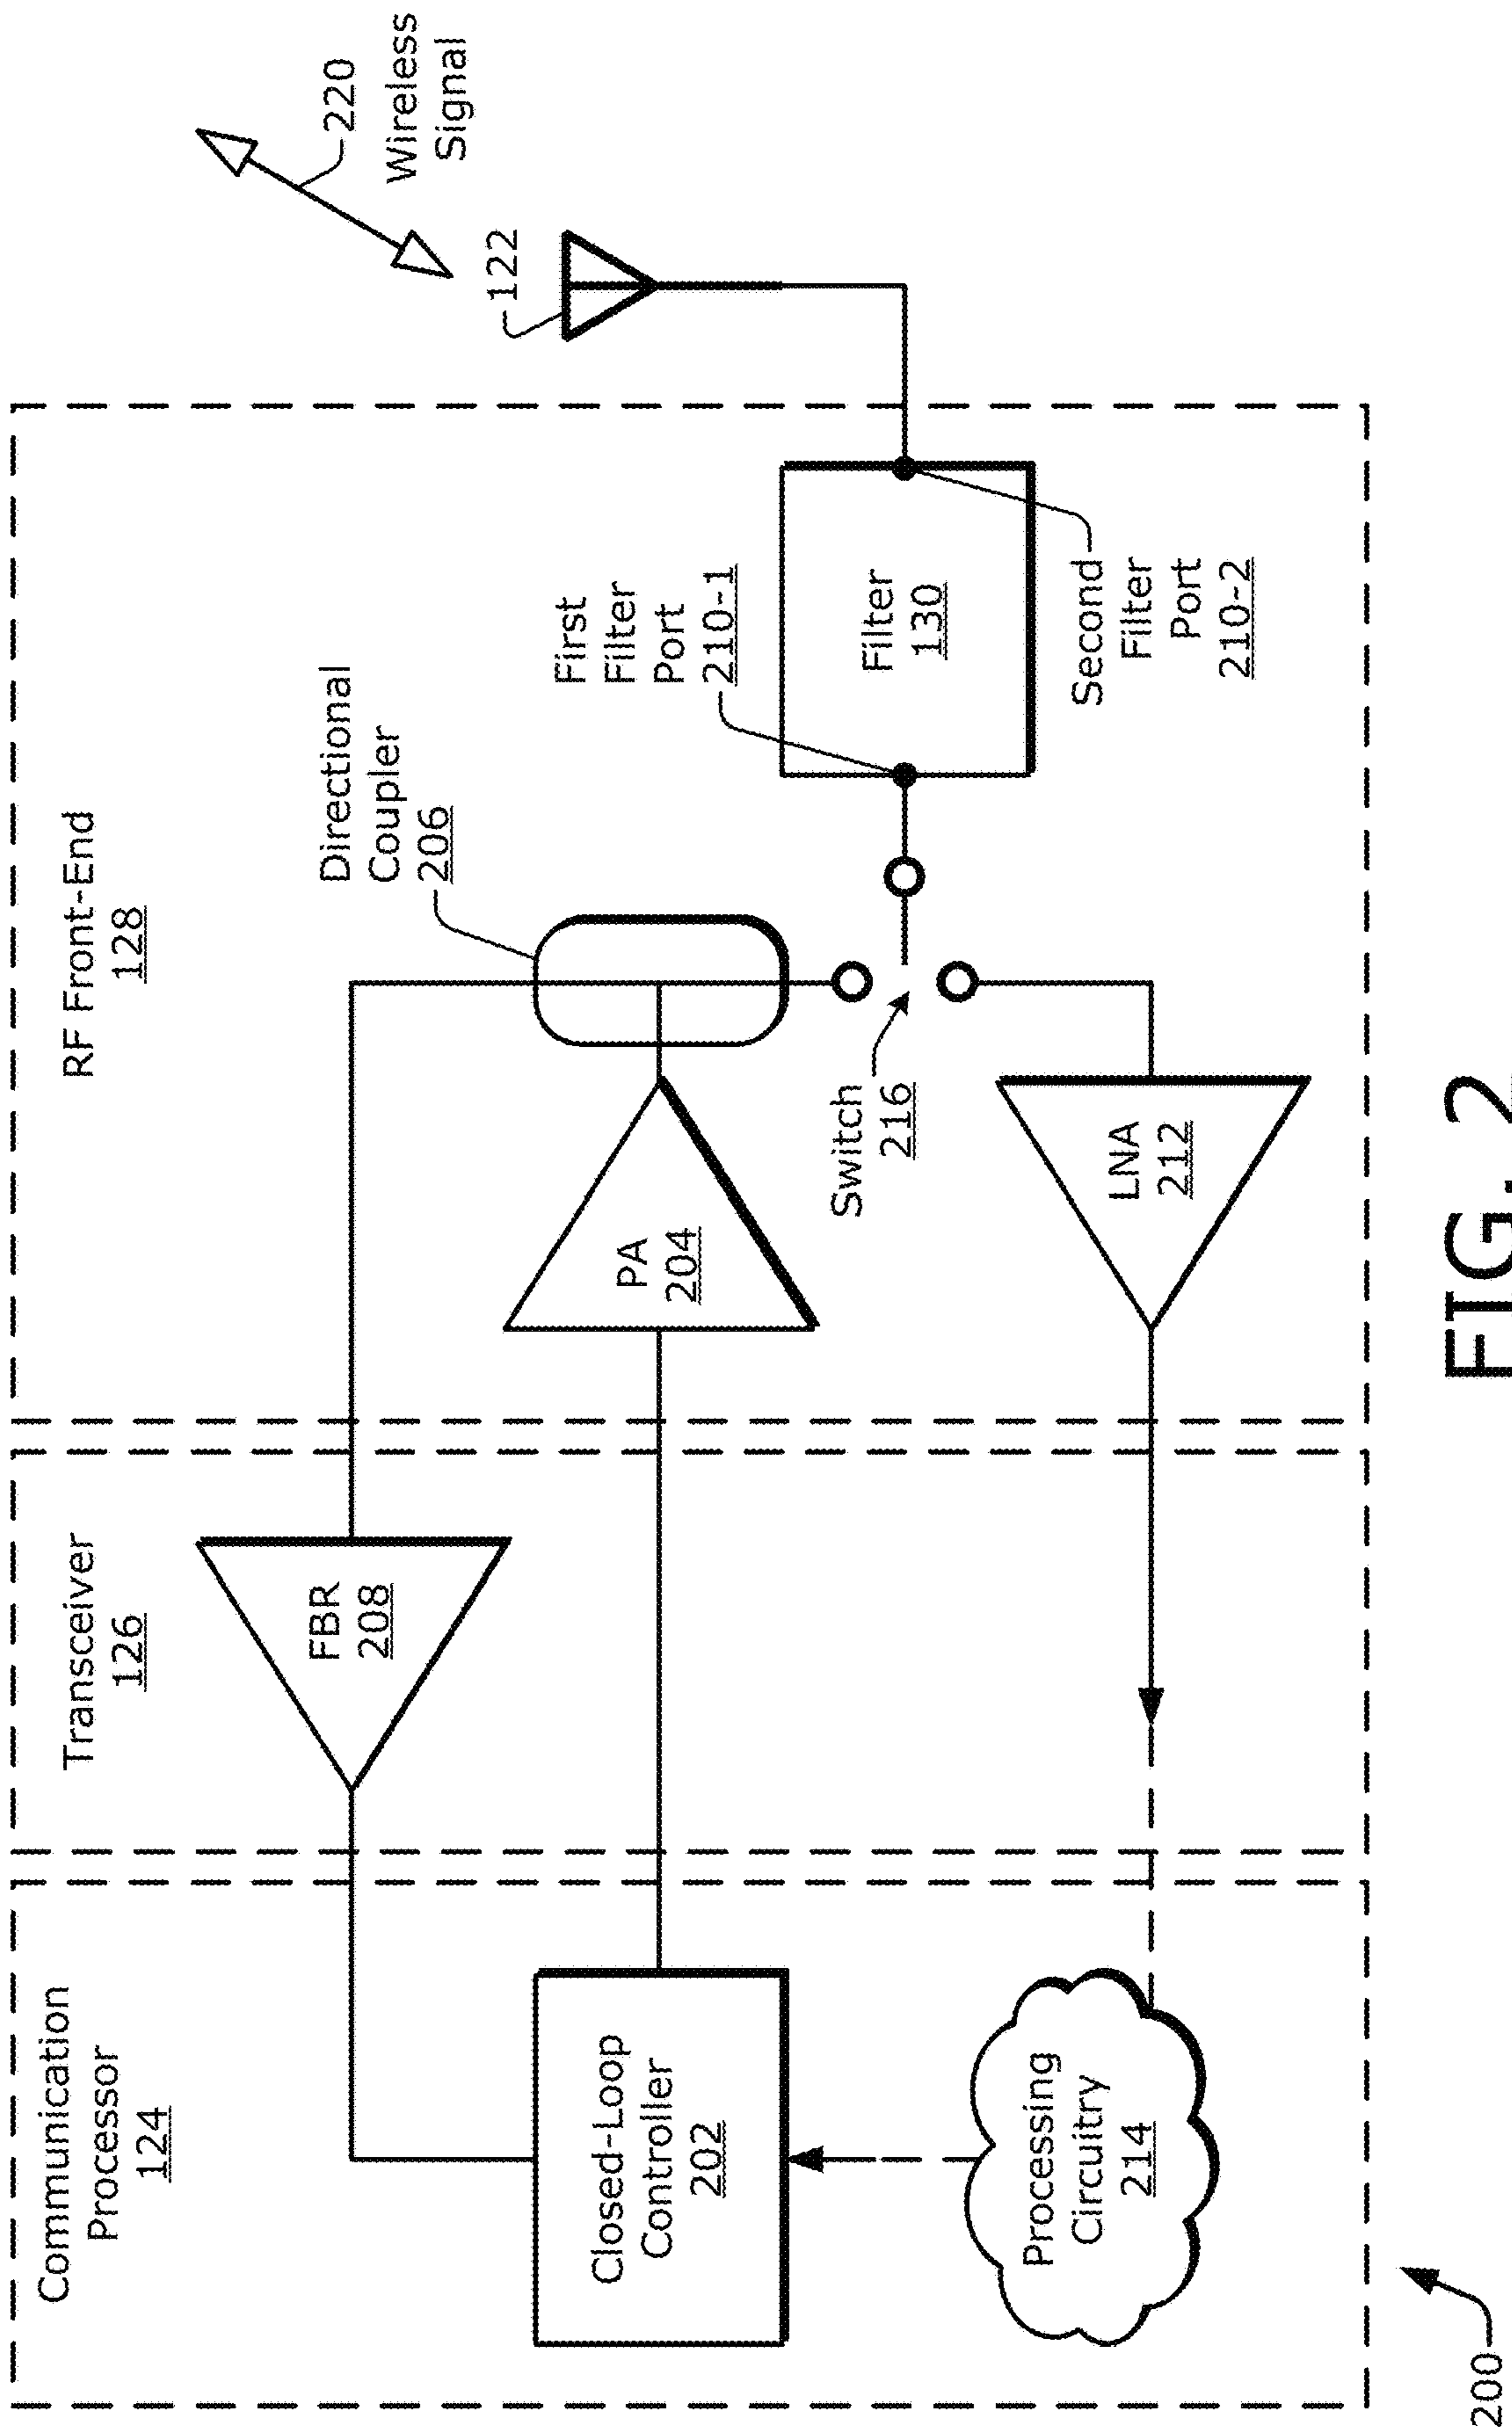 Communication
Processor
124
Transceiver
126
RF Front-End
128
FBR
208
Directional
Coupler
206
220
Wireless
Signal
122
Closed-Loop
Controller
202
PA
204
First
Filter
Port
210-1
Switch
216
Filter
130
Processing
Circuitry
214
LNA
212
Second
Filter
Port
210-2
200
FIG. 2